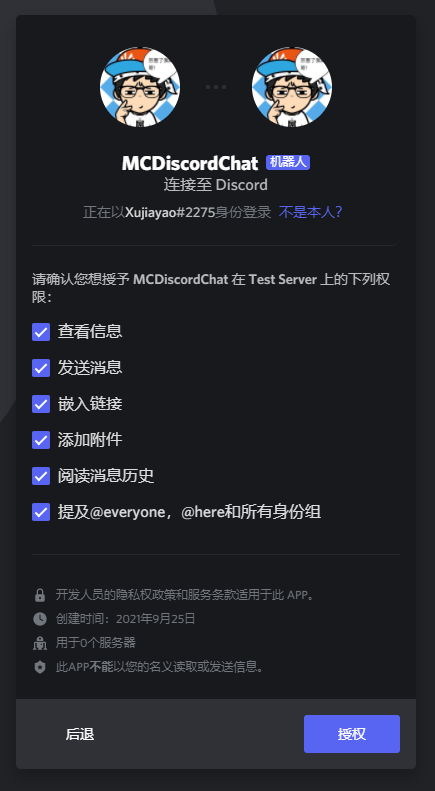 MCDiscordChat 机器人
连接至 Discord
正在以Xujiayao#2275身份登录 不是本人?
请确认您想授予 MCDiscordChat 在 Test Server 上的下列权
限:
查看信息
发送消息
嵌入链接
添加附件
阅读消息历史
提及@everyone，@here和所有身份组
开发人员的隐私权政策和服务条款适用于此 APP。
创建时间：2021年9月25日
用于0个服务器
此APP不能以您的名义读取或发送信息。
后退
授权